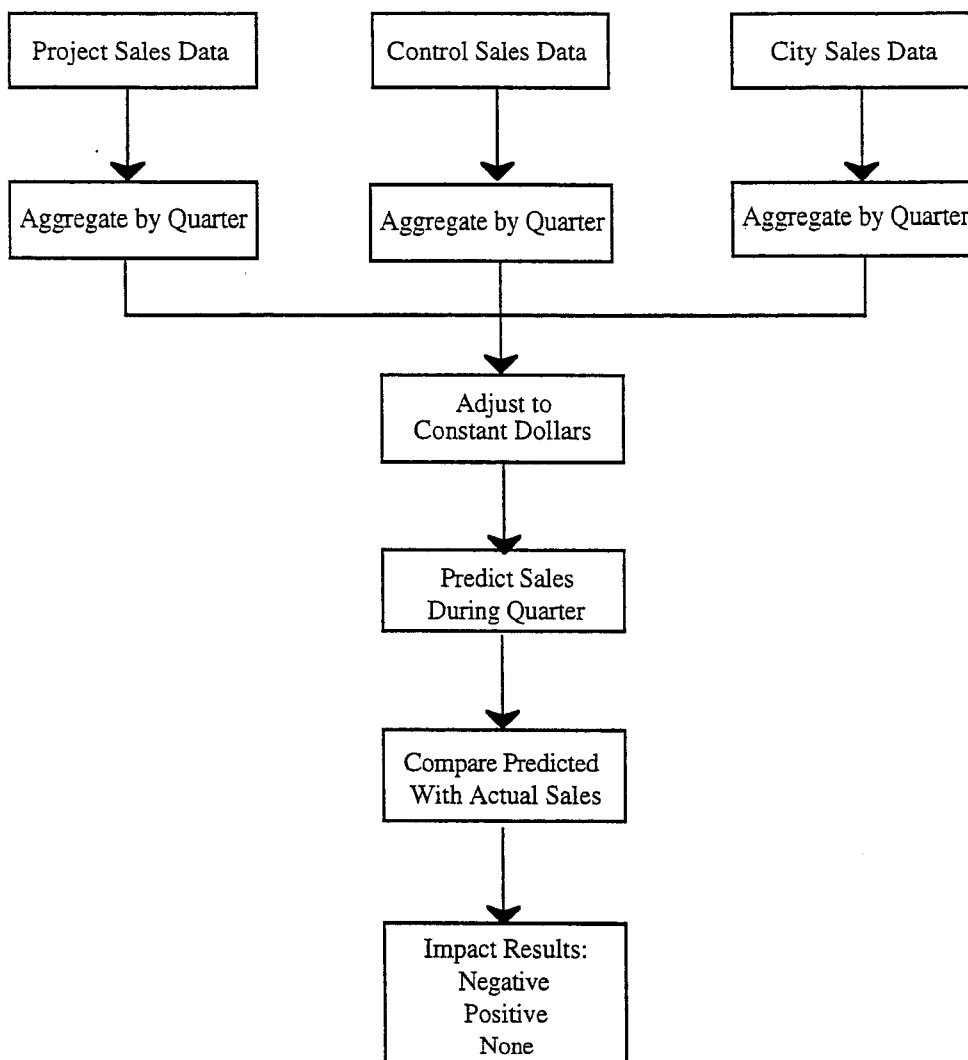 Project Sales Data
Control Sales Data
City Sales Data
Aggregate by Quarter
Aggregate by Quarter
Aggregate by Quarter
Adjust to
Constant Dollars
Predict Sales
During Quarter
Compare Predicted
With Actual Sales
Impact Results:
Negative
Positive
None